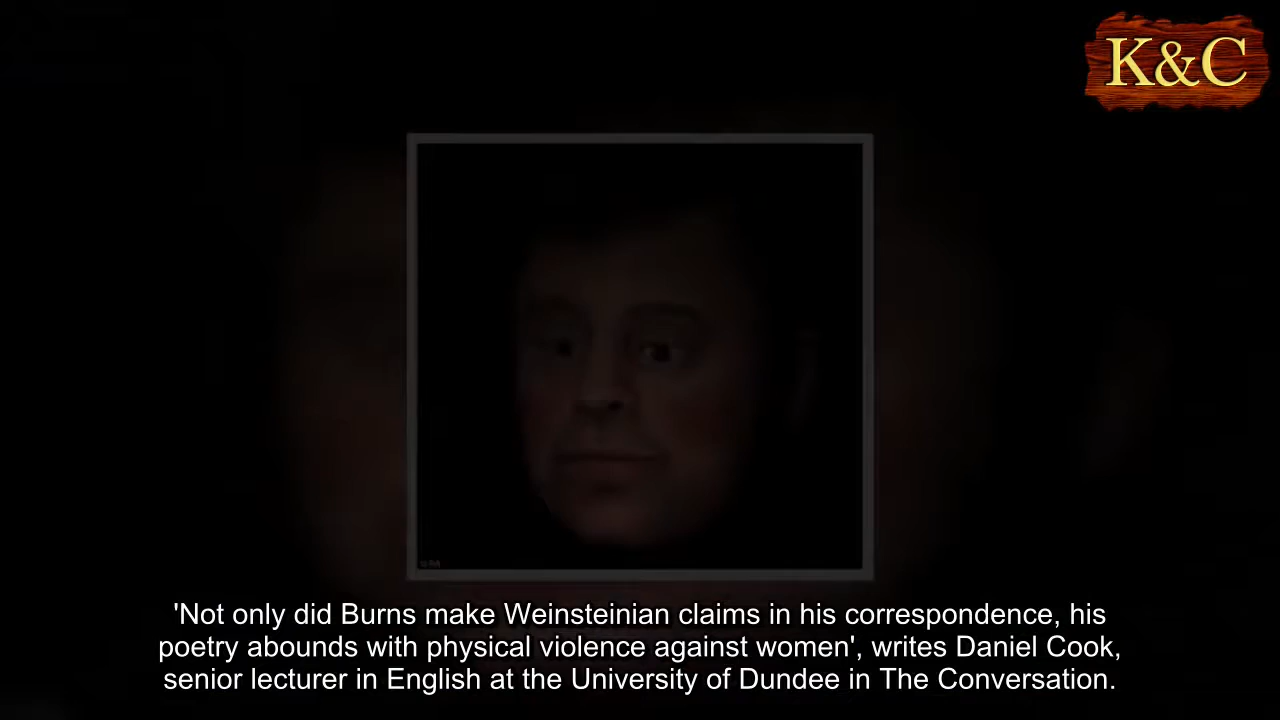 K&C
'Not only did Burns make Weinsteinian claims in his correspondence, his
poetry abounds with physical violence against women', writes Daniel Cook,
senior lecturer in English at the University of Dundee in The Conversation.